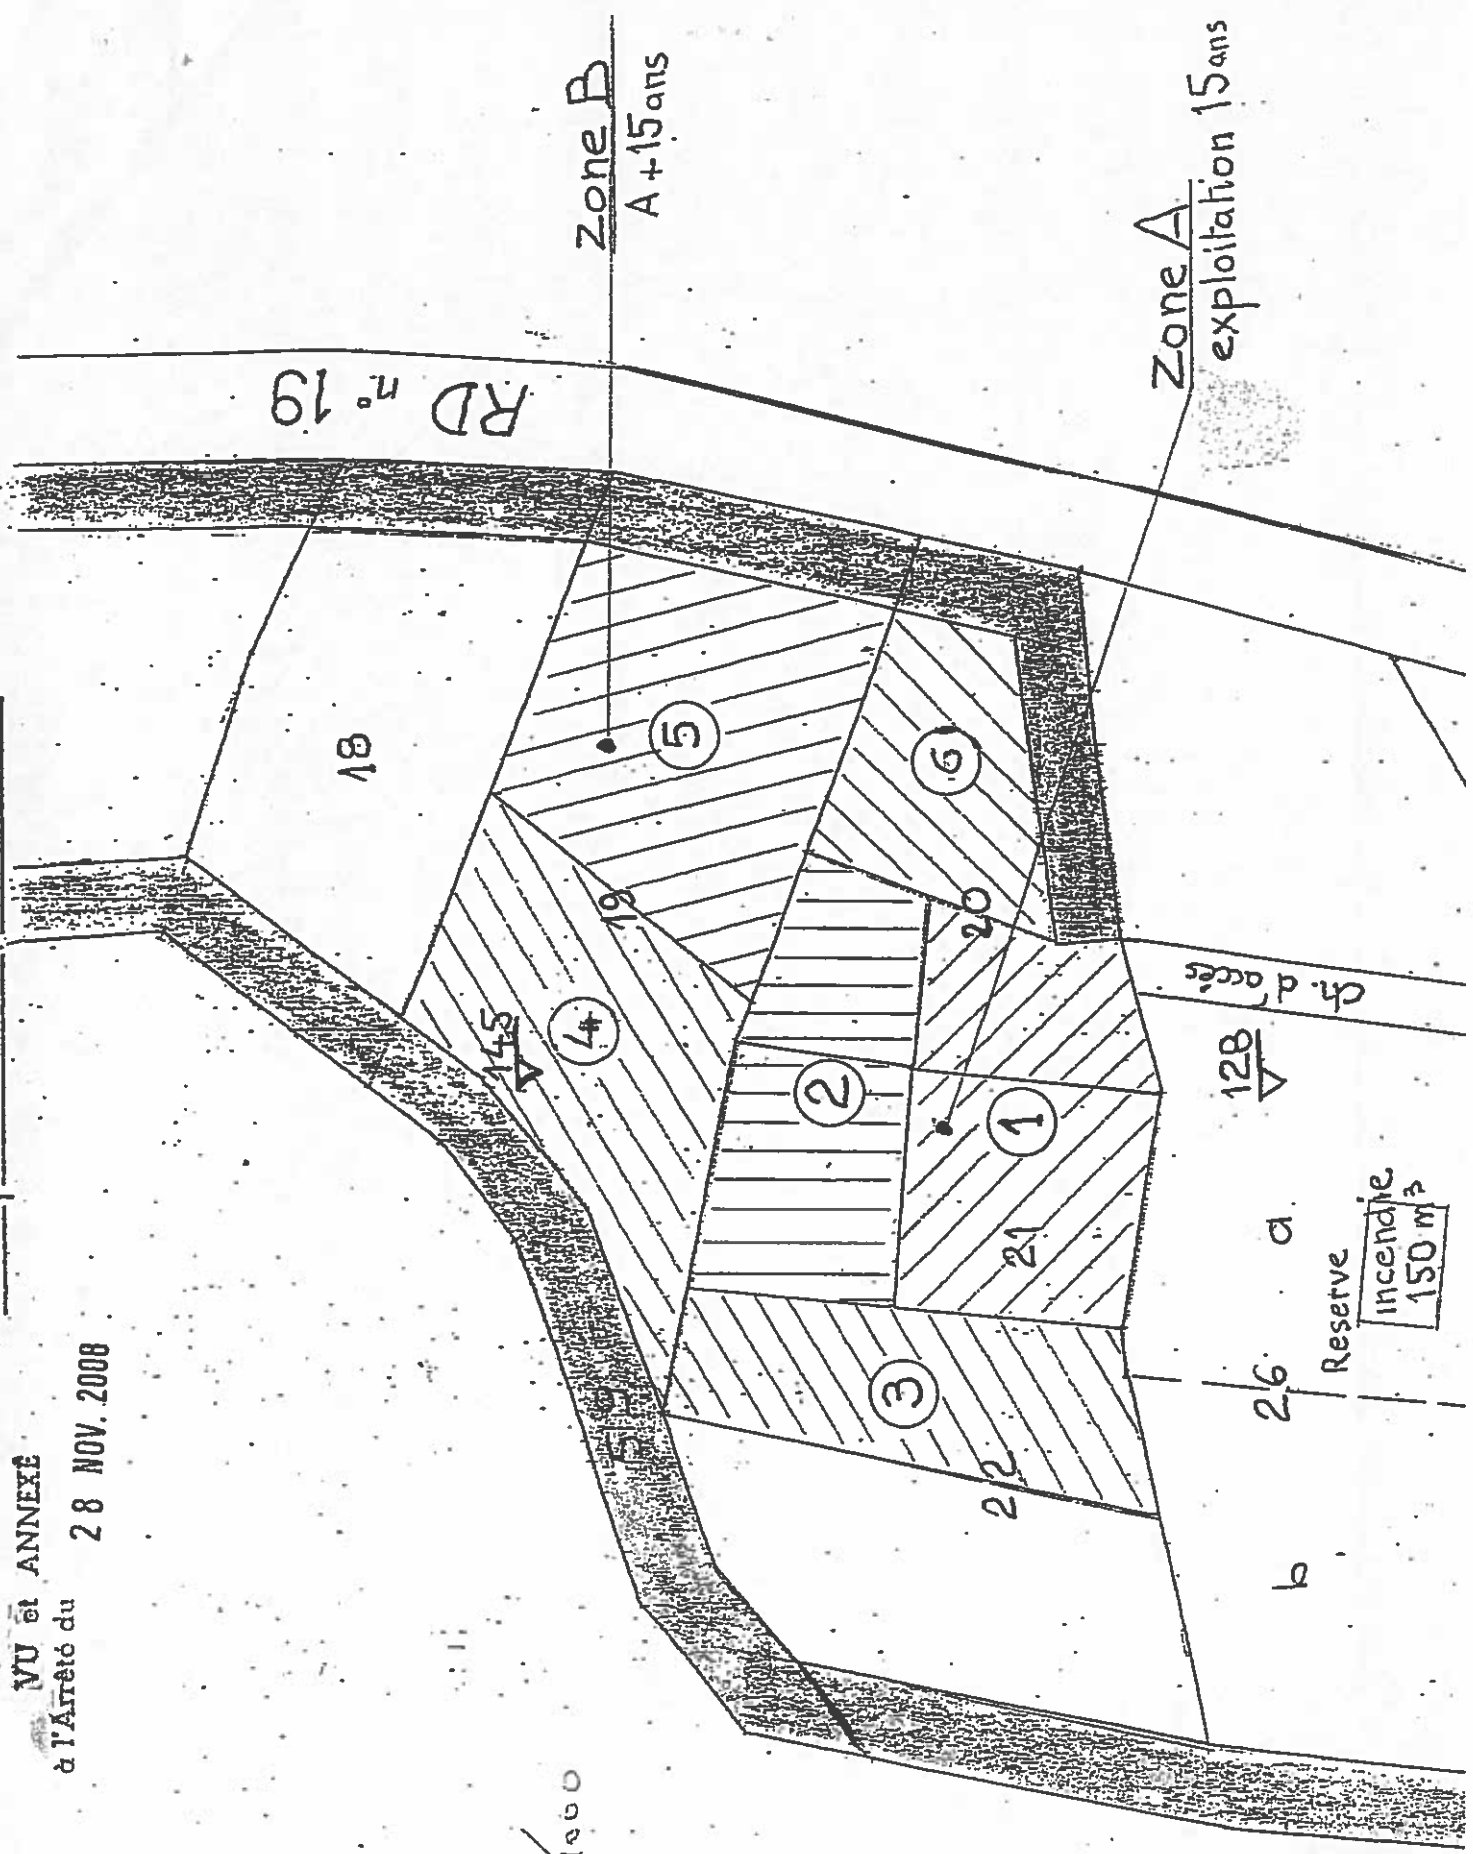 VU et ANNEXÉ
à l'Arrêté du
28 NOV. 2008
Zone B
A + 15 ans
Zone A
exploitation 15 ans
RD n° 19
18
5
6
19
20
4
145
2
1
21
3
22
59
Ch. d'accès
128
a
Reserve
incendie
150 m³
26
b